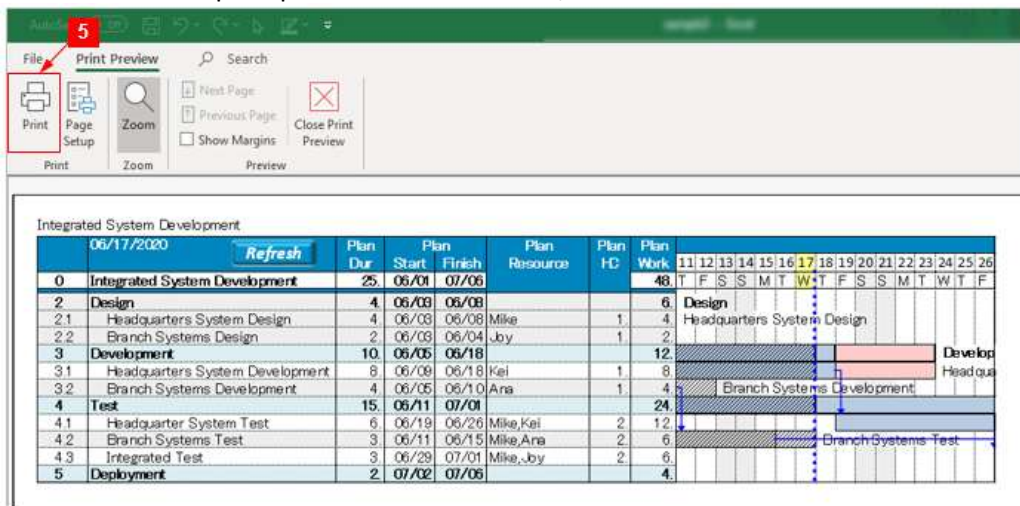 5
File Print Preview Search
Print
Page Setup
Zoom
Next Page
Previous Page
Show Margins
Close Print Preview
Print Zoom Preview
Integrated System Development
06/17/2020 Refresh Plan Dur Plan Start Finish Plan Resource Plan HC Plan Work 11 12 13 14 15 16 17 18 19 20 21 22 23 24 25 26
0 Integrated System Development 25. 06/01 07/06 48. T F S S M T W T F S S M T W T F
2 Design 4. 06/03 06/08 6. Design
2.1 Headquarters System Design 4. 06/03 06/08 Mike 1. 4. Headquarters System Design
2.2 Branch Systems Design 2. 06/03 06/04 Joy 1. 2.
3 Development 10. 06/05 06/18 12. Develop
3.1 Headquarters System Development 8. 06/09 06/18 Kei 1. 8. Headqua
3.2 Branch Systems Development 4. 06/05 06/10 Ana 1. 4. Branch Systems Development
4 Test 15. 06/11 07/01 24.
4.1 Headquarter System Test 6. 06/19 06/26 Mike,Kei 2. 12.
4.2 Branch Systems Test 3. 06/11 06/15 Mike,Ana 2. 6. Branch Systems Test
4.3 Integrated Test 3. 06/29 07/01 Mike,Joy 2. 6.
5 Deployment 2. 07/02 07/06 4.